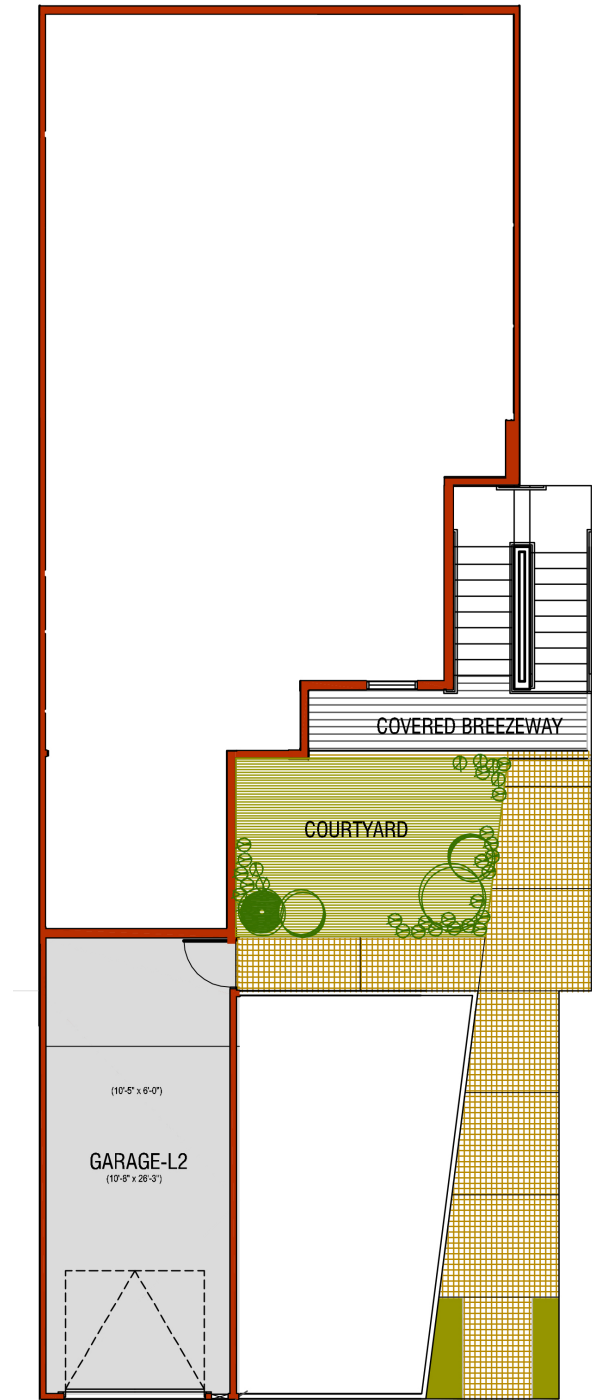 COVERED BREEZEWAY
COURTYARD
(10'-5" x 6'-0")
GARAGE-L2
(10'-8" x 26'-3")